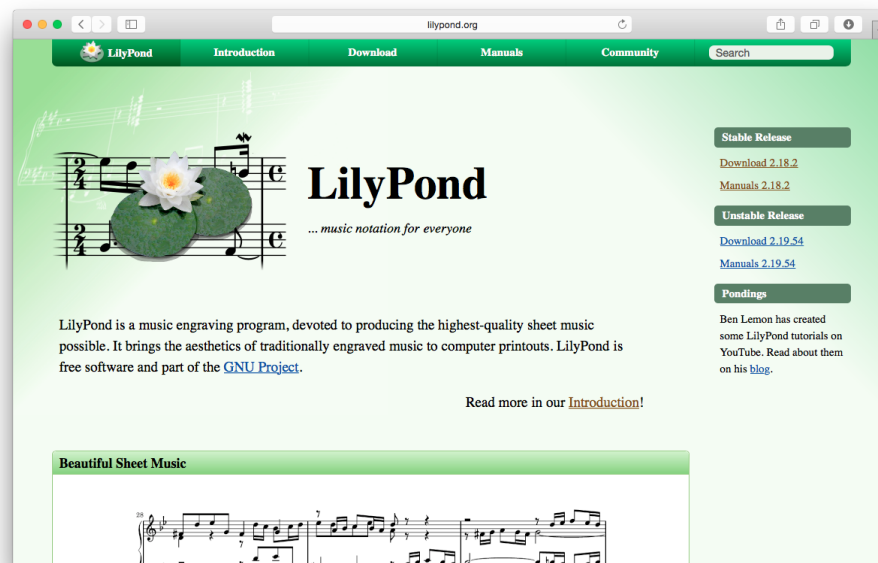 lilypond.org
LilyPond
Introduction
Download
Manuals
Community
Search
LilyPond
... music notation for everyone
LilyPond is a music engraving program, devoted to producing the highest-quality sheet music
possible. It brings the aesthetics of traditionally engraved music to computer printouts. LilyPond is
free software and part of the GNU Project.
Read more in our Introduction!
Beautiful Sheet Music
28
Stable Release
Download 2.18.2
Manuals 2.18.2
Unstable Release
Download 2.19.54
Manuals 2.19.54
Pondings
Ben Lemon has created
some LilyPond tutorials on
YouTube. Read about them
on his blog.